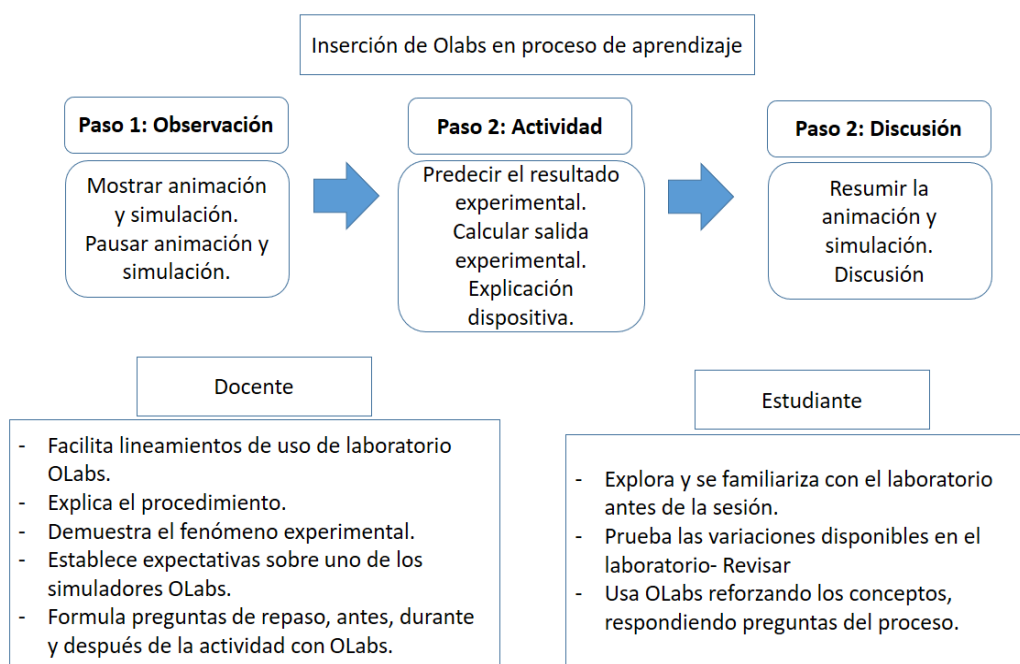 Inserción de Olabs en proceso de aprendizaje
Paso 1: Observación
Mostrar animación
y simulación.
Pausar animación y
simulación.
Paso 2: Actividad
Predecir el resultado
experimental.
Calcular salida
experimental.
Explicación
dispositiva.
Paso 2: Discusión
Resumir la
animación y
simulación.
Discusión
Docente
- Facilita lineamientos de uso de laboratorio
OLabs.
- Explica el procedimiento.
- Demuestra el fenómeno experimental.
- Establece expectativas sobre uno de los
simuladores OLabs.
- Formula preguntas de repaso, antes, durante
y después de la actividad con OLabs.
Estudiante
- Explora y se familiariza con el laboratorio
antes de la sesión.
- Prueba las variaciones disponibles en el
laboratorio- Revisar
- Usa OLabs reforzando los conceptos,
respondiendo preguntas del proceso.